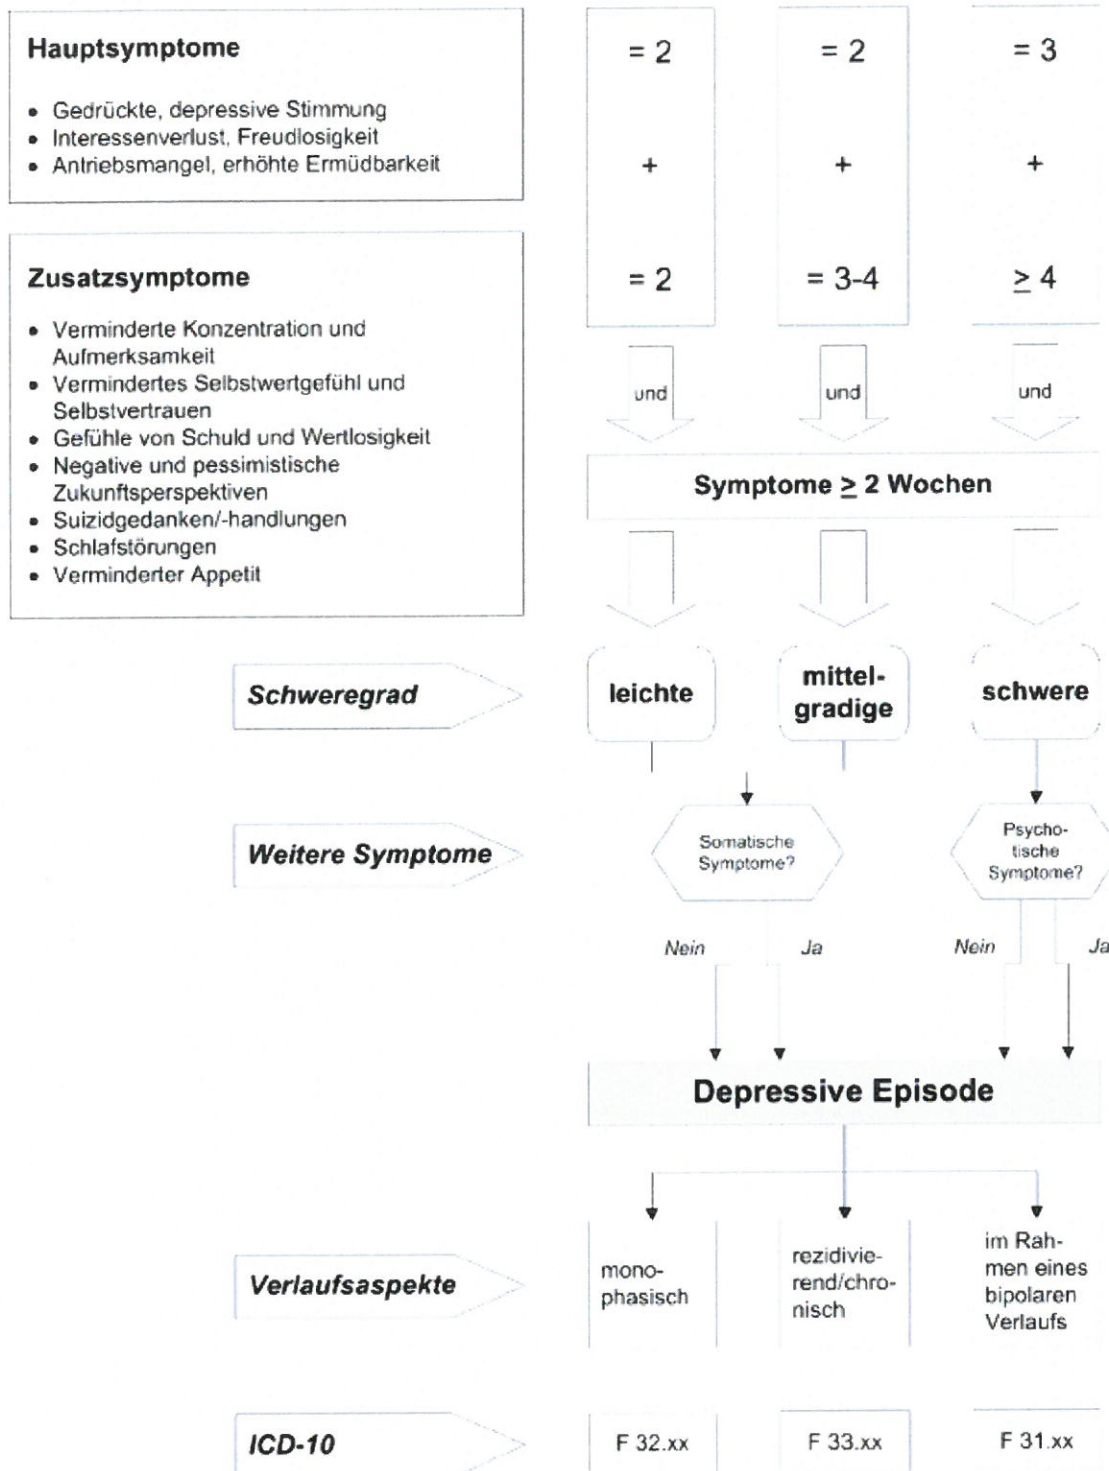 Hauptsymptome
• Gedrückte, depressive Stimmung
• Interessenverlust, Freudlosigkeit
• Antriebsmangel, erhöhte Ermüdbarkeit
= 2
= 2
= 3
+
+
+
Zusatzsymptome
• Verminderte Konzentration und
Aufmerksamkeit
• Vermindertes Selbstwertgefühl und
Selbstvertrauen
• Gefühle von Schuld und Wertlosigkeit
• Negative und pessimistische
Zukunftsperspektiven
• Suizidgedanken/-handlungen
• Schlafstörungen
• Verminderter Appetit
= 2
= 3-4
≥ 4
und
und
und
Symptome ≥ 2 Wochen
Schweregrad
leichte
mittel-
gradige
schwere
Weitere Symptome
Somatische
Symptome?
Psycho-
tische
Symptome?
Nein
Ja
Nein
Ja
Depressive Episode
Verlaufsaspekte
mono-
phasisch
rezidivie-
rend/chro-
nisch
im Rah-
men eines
bipolaren
Verlaufs
ICD-10
F 32.xx
F 33.xx
F 31.xx